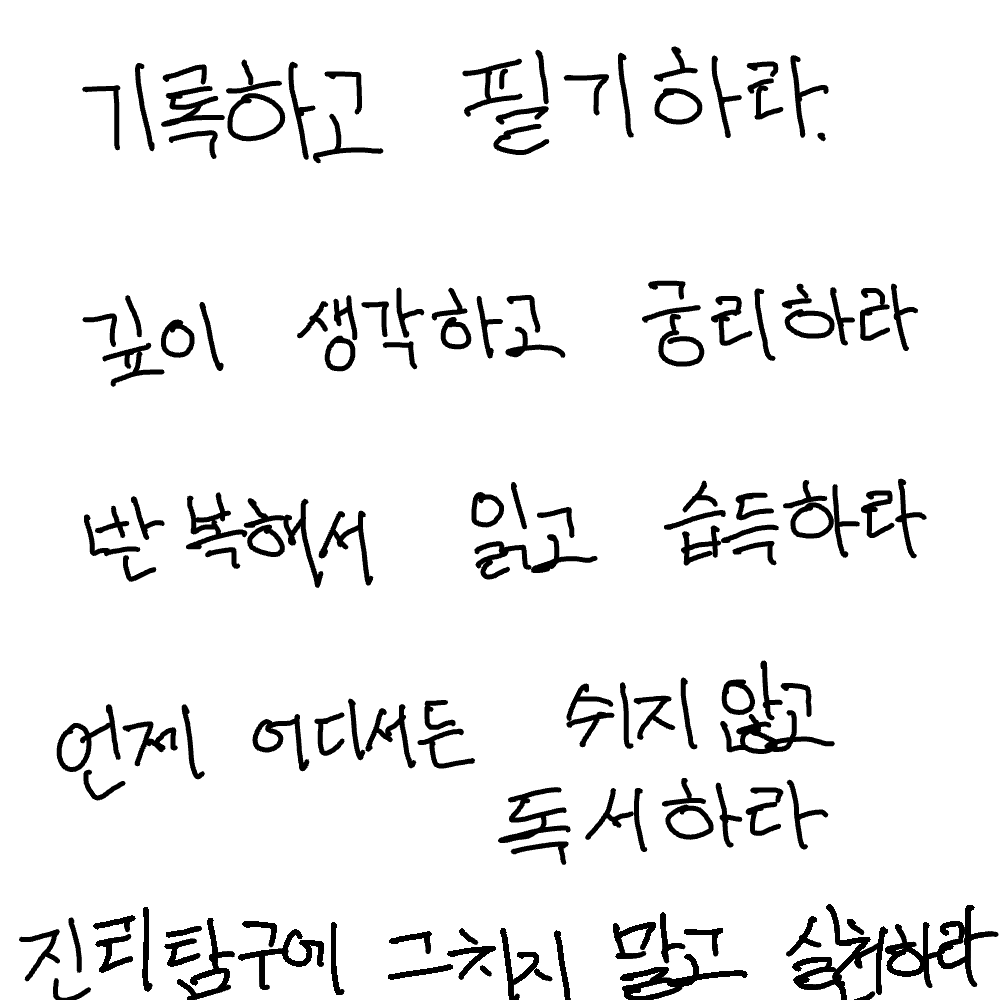 기록하고 필기하라.
깊이 생각하고 궁리하라
반복해서 읽고 습득하라
언제 어디서든 쉬지 않고
독서하라
진리탐구에 그치지 말고 실천하라